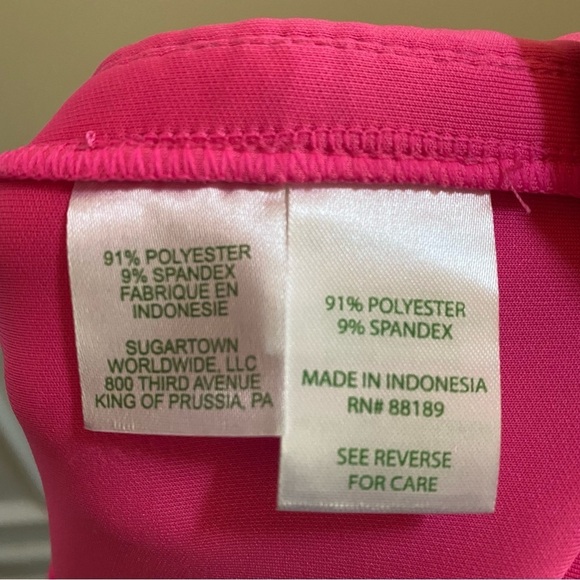 91% POLYESTER
9% SPANDEX
FABRIQUE EN
INDONESIE
SUGARTOWN
WORLDWIDE, LLC
800 THIRD AVENUE
KING OF PRUSSIA, PA
91% POLYESTER
9% SPANDEX
MADE IN INDONESIA
RN# 88189
SEE REVERSE
FOR CARE